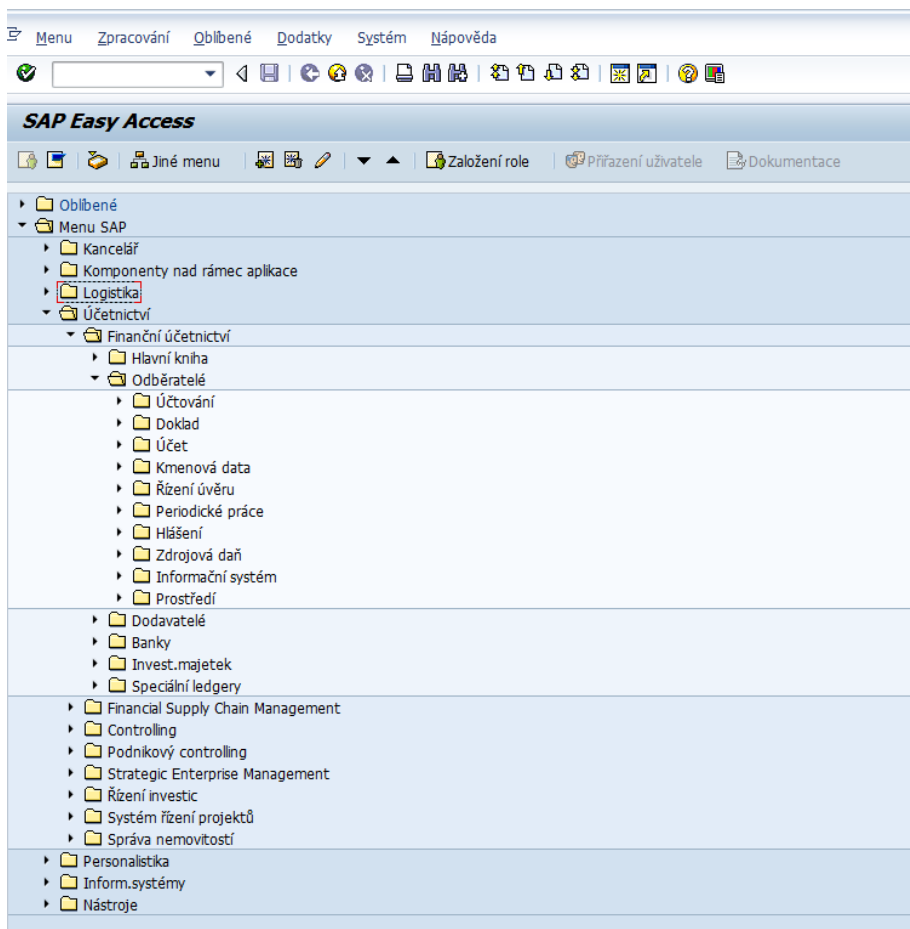 Menu Zpracování Oblíbené Dodatky Systém Nápověda
SAP Easy Access
Jiné menu Založení role Přiřazení uživatele Dokumentace
Oblíbené
Menu SAP
Kancelář
Komponenty nad rámec aplikace
Logistika
Účetnictví
Finanční účetnictví
Hlavní kniha
Odběratelé
Účtování
Doklad
Účet
Kmenová data
Řízení úvěru
Periodické práce
Hlášení
Zdrojová daň
Informační systém
Prostředí
Dodavatelé
Banky
Invest.majetek
Speciální ledgery
Financial Supply Chain Management
Controlling
Podnikový controlling
Strategic Enterprise Management
Řízení investic
Systém řízení projektů
Správa nemovitostí
Personalistika
Inform.systémy
Nástroje